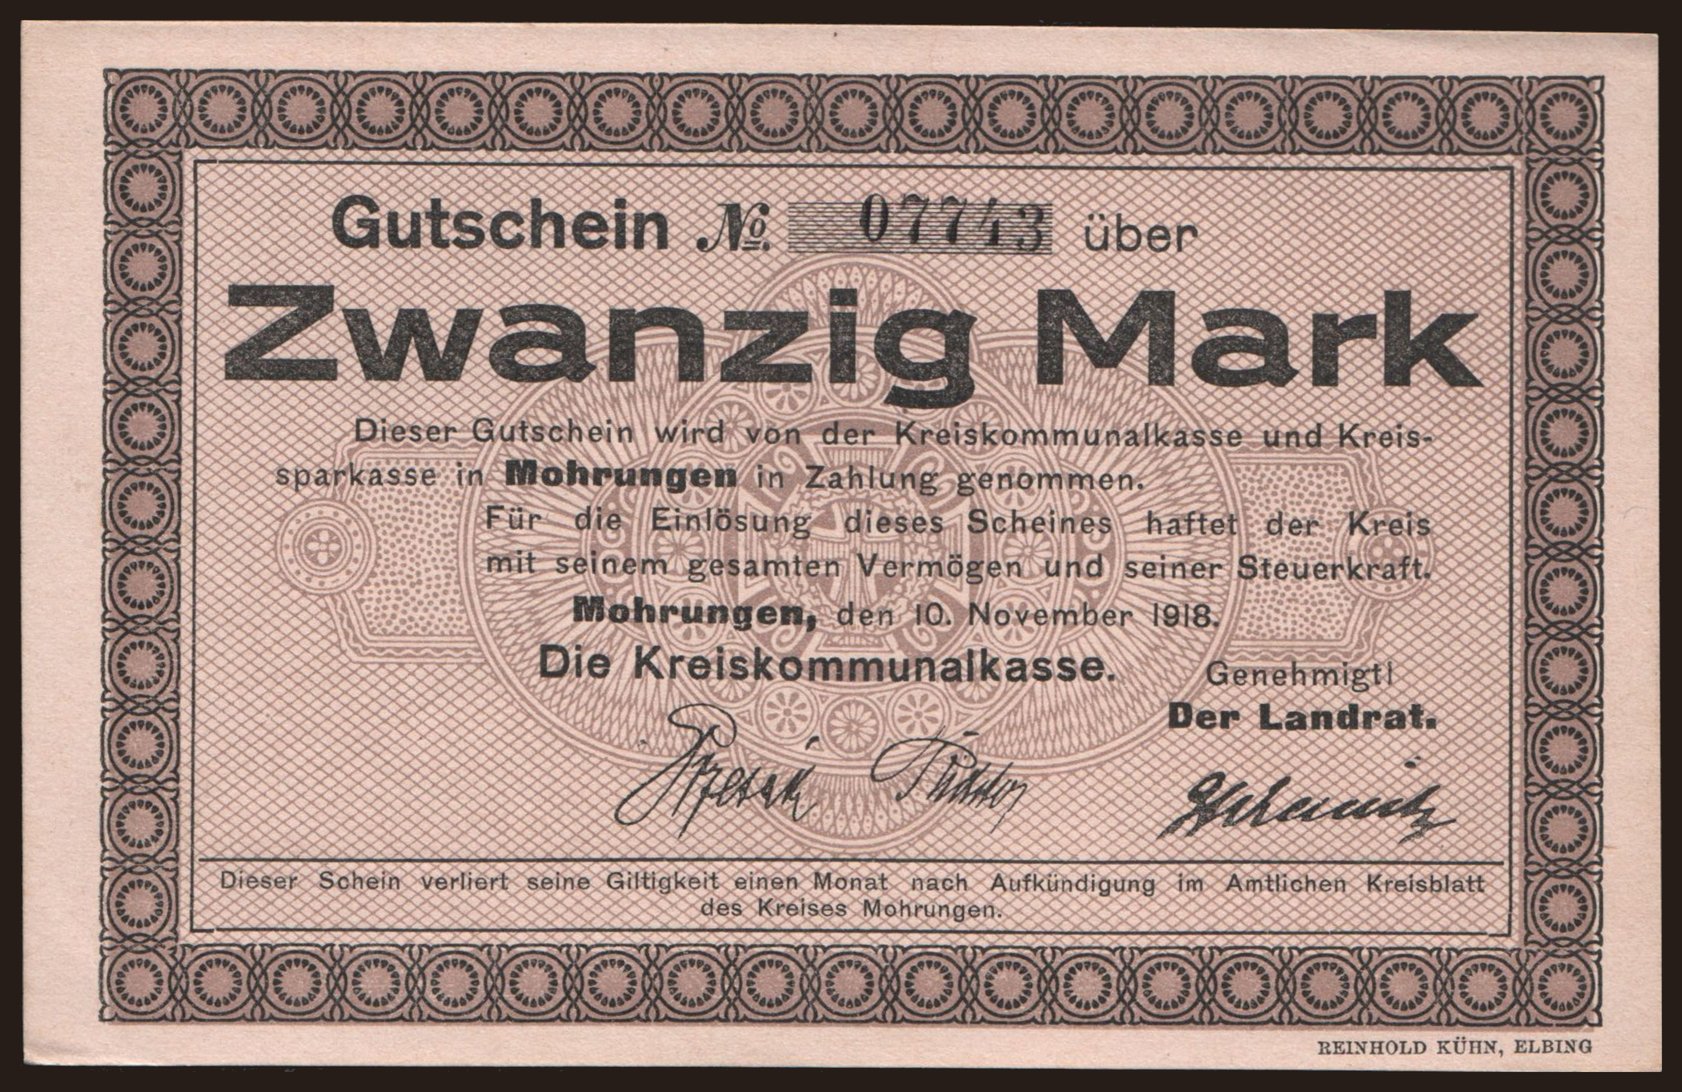 Gutschein No. 07743 über
Zwanzig Mark
Dieser Gutschein wird von der Kreiskommunalkasse und Kreis-
sparkasse in Mohrungen in Zahlung genommen.
Für die Einlösung dieses Scheines haftet der Kreis
mit seinem gesamten Vermögen und seiner Steuerkraft.
Mohrungen, den 10. November 1918.
Die Kreiskommunalkasse.
Genehmigt!
Der Landrat.
Dieser Schein verliert seine Giltigkeit einen Monat nach Aufkündigung im Amtlichen Kreisblatt
des Kreises Mohrungen.
REINHOLD KÜHN, ELBING